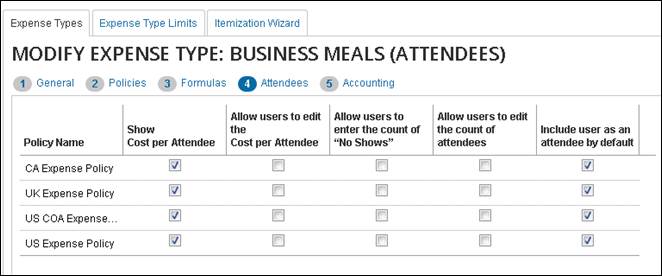 Expense Types
Expense Type Limits
Itemization Wizard
MODIFY EXPENSE TYPE: BUSINESS MEALS (ATTENDEES)
1 General 2 Policies 3 Formulas 4 Attendees 5 Accounting
Policy Name
Show
Cost per Attendee
Allow users to edit
the
Cost per Attendee
Allow users to
enter the count of
“No Shows”
Allow users to edit
the count of
attendees
Include user as an
attendee by default
CA Expense Policy
UK Expense Policy
US COA Expense...
US Expense Policy